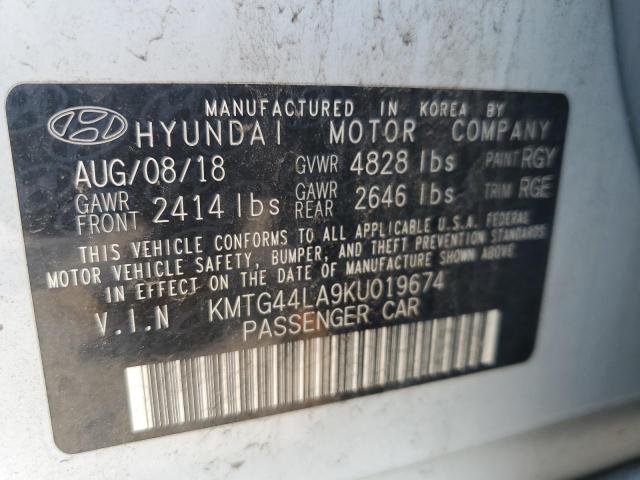 MANUFACTURED IN KOREA BY
HYUNDAI MOTOR COMPANY
AUG/08/18 GVWR 4828 lbs PAINT RGY
GAWR FRONT 2414 lbs GAWR REAR 2646 lbs TRIM RGE
THIS VEHICLE CONFORMS TO ALL APPLICABLE U.S.A. FEDERAL
MOTOR VEHICLE SAFETY, BUMPER, AND THEFT PREVENTION STANDARDS
IN EFFECT ON THE DATE OF MANUFACTURE SHOWN ABOVE.
V.I.N KMTG44LA9KU019674
PASSENGER CAR